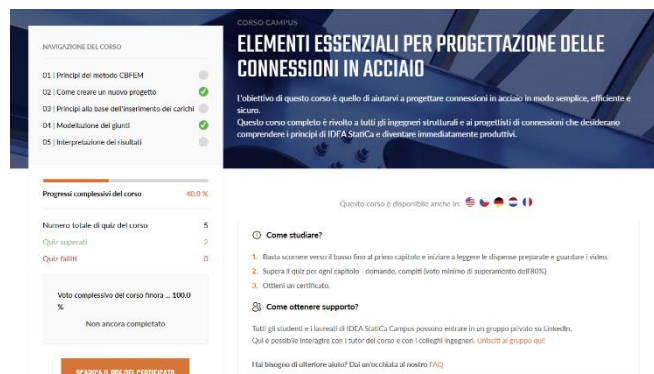 NAVIGAZIONE DEL CORSO
01 | Principi del metodo CBFEM
02 | Come creare un nuovo progetto
03 | Principi alla base dell'inserimento dei carichi
04 | Modellazione dei giunti
05 | Interpretazione dei risultati
Progressi complessivi del corso 40.0 %
Numero totale di quiz del corso 5
Quiz superati 2
Quiz falliti 0
Voto complessivo del corso finora ... 100.0
%
Non ancora completato
SCARICA IL PDF DEL CERTIFICATO
CORSO CAMPUS
ELEMENTI ESSENZIALI PER PROGETTAZIONE DELLE
CONNESSIONI IN ACCIAIO
L'obiettivo di questo corso è quello di aiutarvi a progettare connessioni in acciaio in modo semplice, efficiente e
sicuro.
Questo corso completo è rivolto a tutti gli ingegneri strutturali e ai progettisti di connessioni che desiderano
comprendere i principi di IDEA StatiCa e diventare immediatamente produttivi.
Questo corso è disponibile anche in:
Come studiare?
1. Basta scorrere verso il basso fino al primo capitolo e iniziare a leggere le dispense preparate e guardare i video.
2. Supera il quiz per ogni capitolo - domande, compiti (voto minimo di superamento dell'80%)
3. Ottieni un certificato.
Come ottenere supporto?
Tutti gli studenti e i laureati di IDEA StatiCa Campus possono entrare in un gruppo privato su LinkedIn.
Qui è possibile interagire con i tutor del corso e con i colleghi ingegneri. Unisciti al gruppo qui!
Hai bisogno di ulteriore aiuto? Dai un'occhiata al nostro FAQ